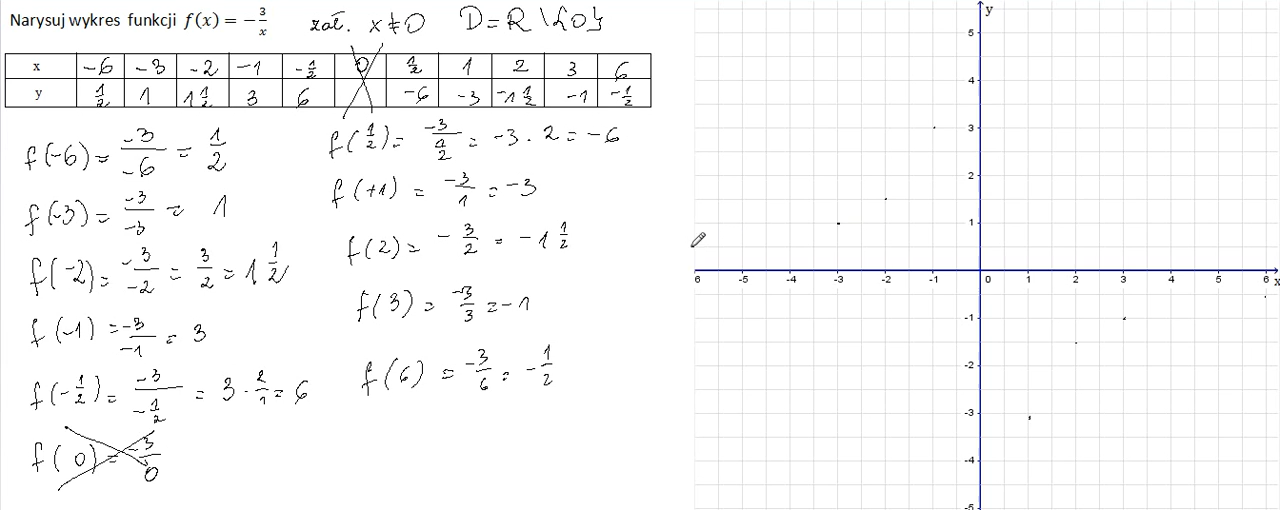 Narysuj wykres funkcji f(x) = -3/x zał. x ≠ 0 D = R \ {0}
x -6 -3 -2 -1 -1/2 0 1/2 1 2 3 6
y 1/2 1 1 1/2 3 6 -6 -3 -1 1/2 -1 -1/2
f(-6) = -3/-6 = 1/2
f(-3) = -3/-3 = 1
f(-2) = -3/-2 = 3/2 = 1 1/2
f(-1) = -3/-1 = 3
f(-1/2) = -3/-1/2 = 3 · 2/1 = 6
f(0) = -3/0
f(1/2) = -3/1/2 = -3 · 2 = -6
f(+1) = -3/1 = -3
f(2) = -3/2 = -1 1/2
f(3) = -3/3 = -1
f(6) = -3/6 = -1/2
y
5
4
3
2
1
-6 -5 -4 -3 -2 -1 0 1 2 3 4 5 6 x
-1
-2
-3
-4
-5